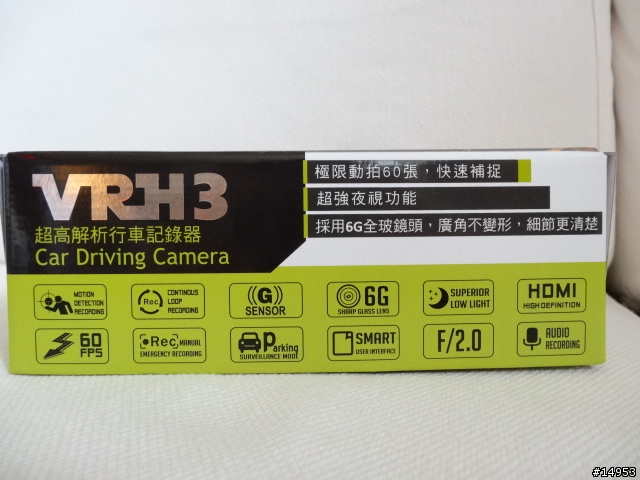 VRH3
超高解析行車記錄器
Car Driving Camera
極限動拍60張，快速補捉
超強夜視功能
採用6G全玻鏡頭，廣角不變形，細節更清楚
MOTION
DETECTION
RECORDING
Rec
CONTINOUS
LOOP
RECORDING
((G))
SENSOR
6G
SHARP GLASS LENS
SUPERIOR
LOW LIGHT
HDMI
HIGH DEFINITION
60
FPS
Rec MANUAL
EMERGENCY RECORDING
Parking
SURVEILLANCE MODE
SMART
USER INTERFACE
F/2.0
AUDIO
RECORDING
#14953